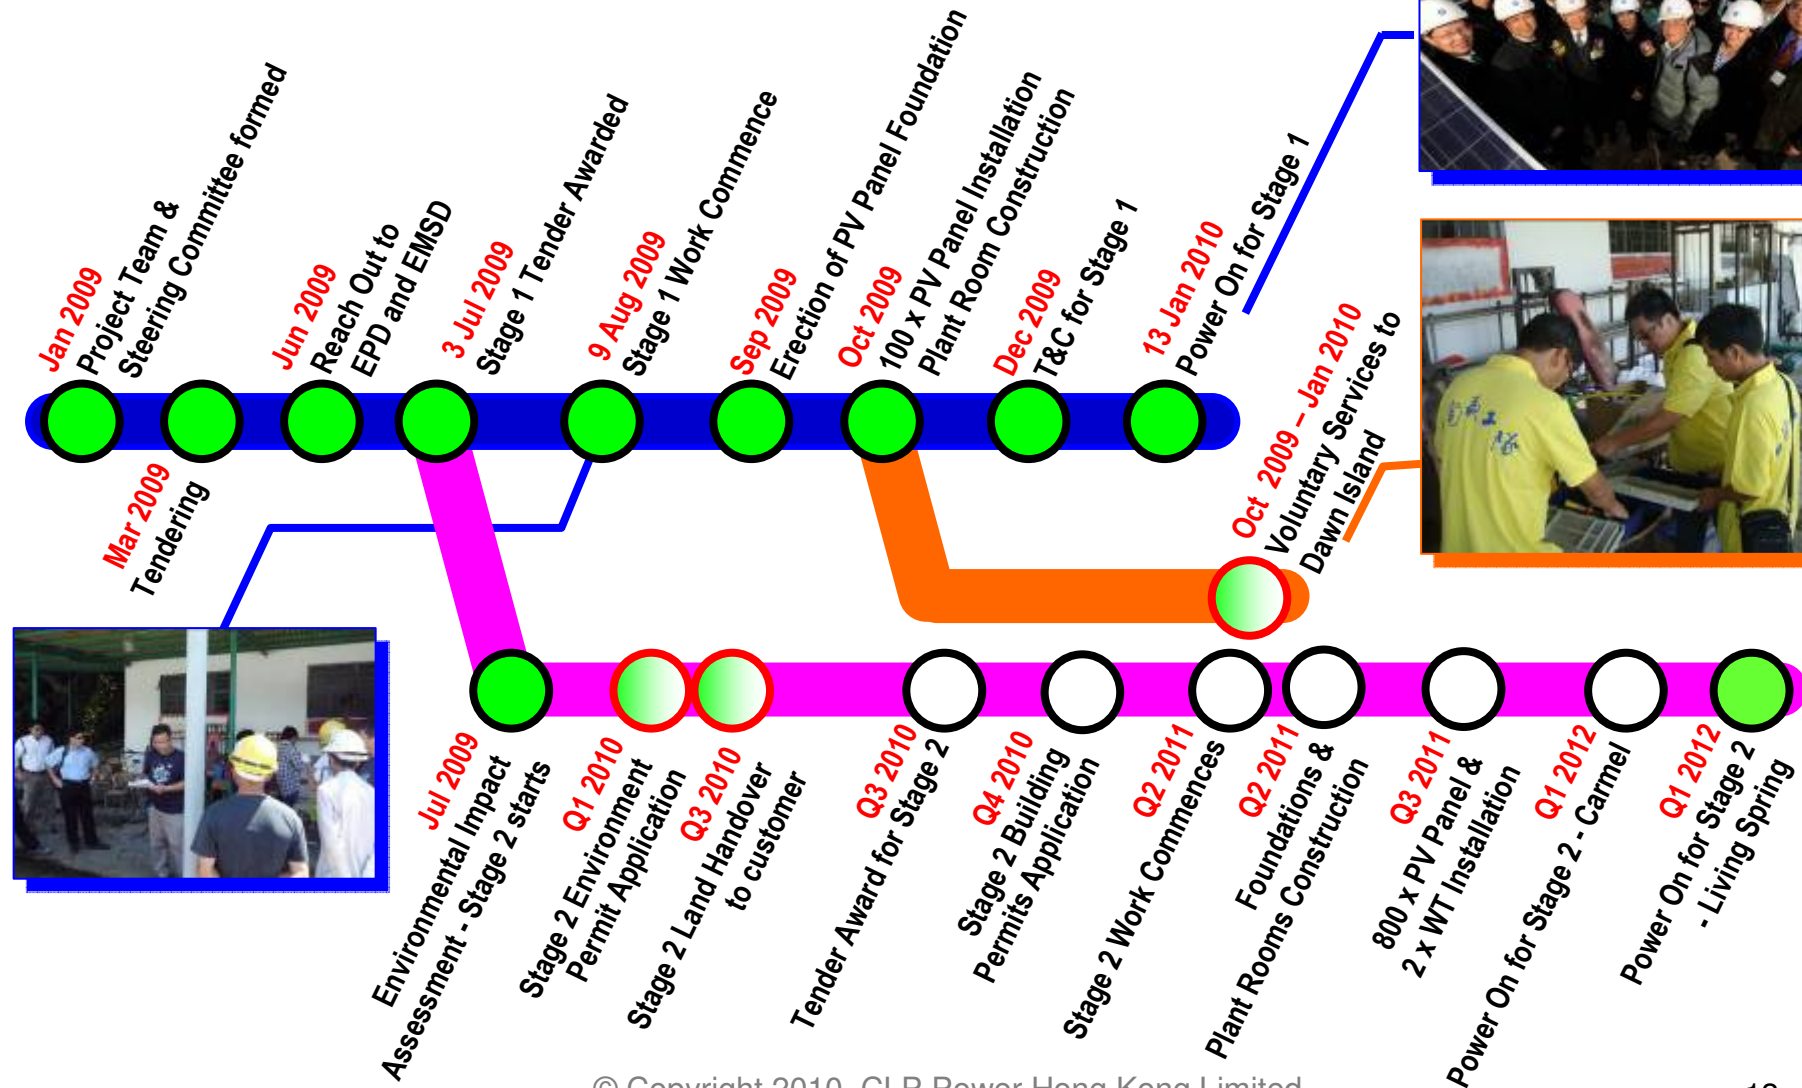 Jan 2009
Project Team &
Steering Committee formed
Mar 2009
Tendering
Jun 2009
Reach Out to
EPD and EMSD
3 Jul 2009
Stage 1 Tender Awarded
9 Aug 2009
Stage 1 Work Commence
Sep 2009
Erection of PV Panel Foundation
Oct 2009
100 x PV Panel Installation
Plant Room Construction
Dec 2009
T&C for Stage 1
13 Jan 2010
Power On for Stage 1
Oct 2009 – Jan 2010
Voluntary Services to
Dawn Island
Jul 2009
Environmental Impact
Assessment - Stage 2 starts
Q1 2010
Stage 2 Environment
Permit Application
Q3 2010
Stage 2 Land Handover
to customer
Q3 2010
Tender Award for Stage 2
Q4 2010
Stage 2 Building
Permits Application
Q2 2011
Stage 2 Work Commences
Q2 2011
Foundations &
Plant Rooms Construction
Q3 2011
800 x PV Panel &
2 x WT Installation
Q1 2012
Power On for Stage 2 - Carmel
Q1 2012
Power On for Stage 2
- Living Spring
© Copyright 2010 CLP Power Hong Kong Limited